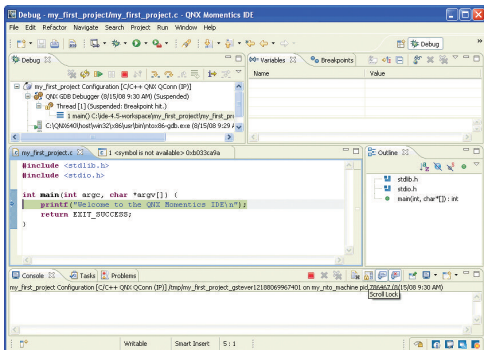 Debug - my_first_project/my_first_project.c - QNX Momentics IDE
File Edit Refactor Navigate Search Project Run Window Help
Debug
Debug
my_first_project Configuration [C/C++ QNX QConn (IP)]
QNX GDB Debugger (8/15/08 9:30 AM) (Suspended)
Thread [1] (Suspended: Breakpoint hit.)
1 main() C:\ide-4.5-workspace\my_first_project\my_first_pr
C:\QNX640\host\win32\x86\usr\bin\ntox86-gdb.exe (8/15/08 9:29
Variables Breakpoints
Name Value
my_first_project.c 1 <symbol is not available> 0xb033ca9a
#include <stdlib.h>
#include <stdio.h>
int main(int argc, char *argv[]) {
printf("Welcome to the QNX Momentics IDE\n");
return EXIT_SUCCESS;
}
Outline
stdlib.h
stdio.h
main(int, char*[]) : int
Console Tasks Problems
my_first_project Configuration [C/C++ QNX QConn (IP)] /tmp/my_first_project_gstever12188069967401 on my_nto_machine pid 786467 (8/15/08 9:30 AM)
Scroll Lock
Writable Smart Insert 5 : 1